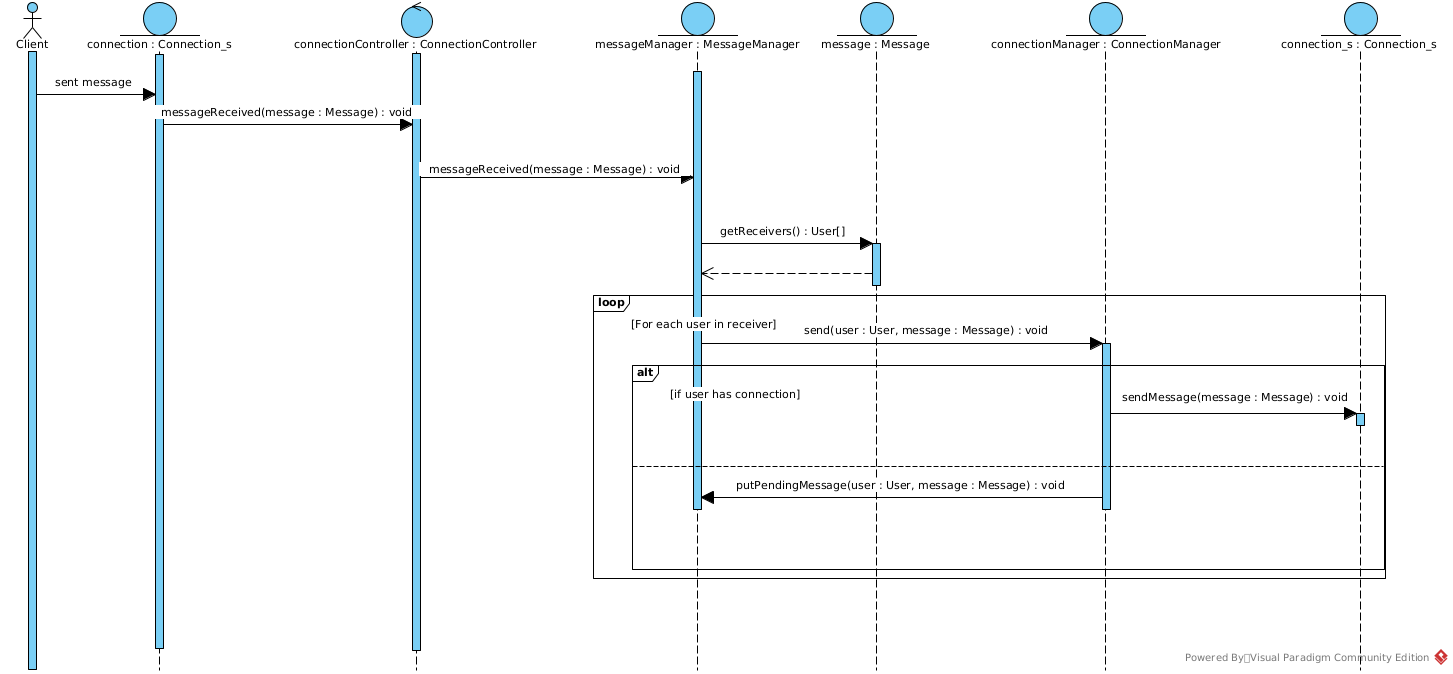 Client
connection : Connection_s
connectionController : ConnectionController
messageManager : MessageManager
message : Message
connectionManager : ConnectionManager
connection_s : Connection_s
sent message
messageReceived(message : Message) : void
messageReceived(message : Message) : void
getReceivers() : User[]
loop
[For each user in receiver]
send(user : User, message : Message) : void
alt
[if user has connection]
sendMessage(message : Message) : void
putPendingMessage(user : User, message : Message) : void
Powered By Visual Paradigm Community Edition